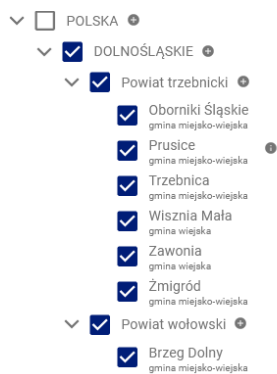 POLSKA
DOLNOŚLĄSKIE
Powiat trzebnicki
Oborniki Śląskie
gmina miejsko-wiejska
Prusice
gmina miejsko-wiejska
Trzebnica
gmina miejsko-wiejska
Wisznia Mała
gmina wiejska
Zawonia
gmina wiejska
Żmigród
gmina miejsko-wiejska
Powiat wołowski
Brzeg Dolny
gmina miejsko-wiejska